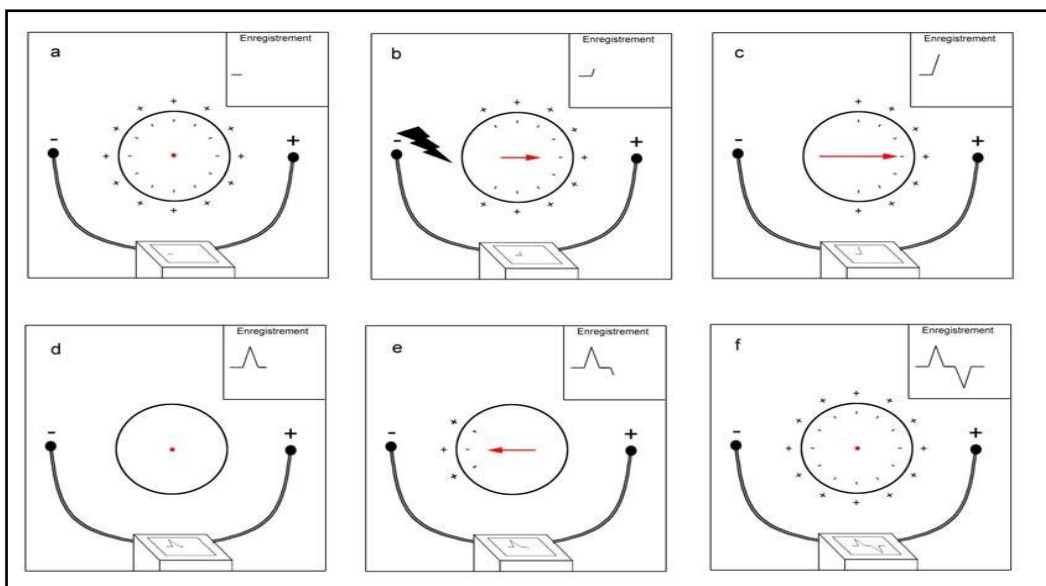 Enregistrement
a
- +
Enregistrement
b
- +
Enregistrement
c
- +
Enregistrement
d
- +
Enregistrement
e
- +
Enregistrement
f
- +